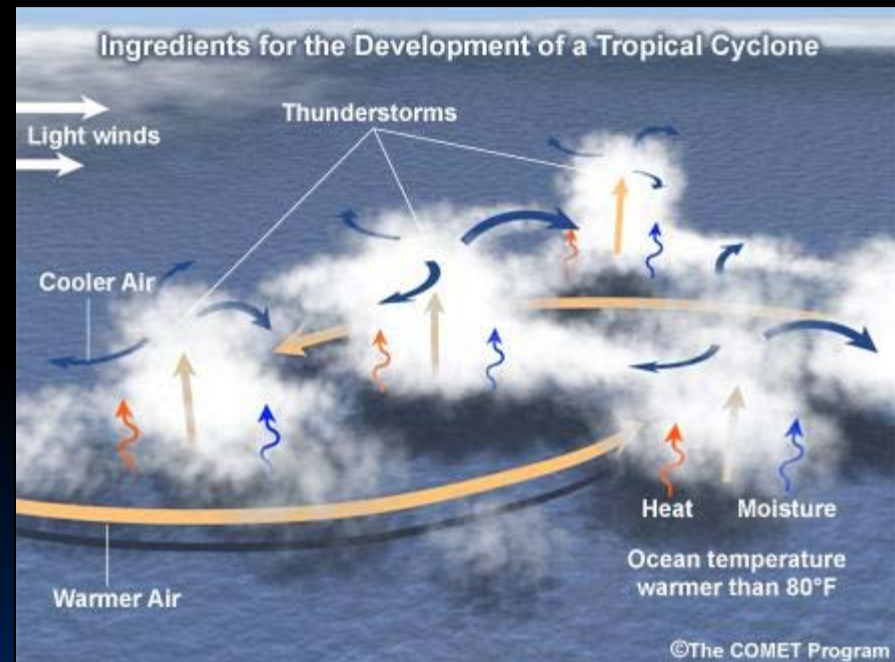 Ingredients for the Development of a Tropical Cyclone
Thunderstorms
Light winds
Cooler Air
Heat Moisture
Ocean temperature
warmer than 80°F
Warmer Air
©The COMET Program